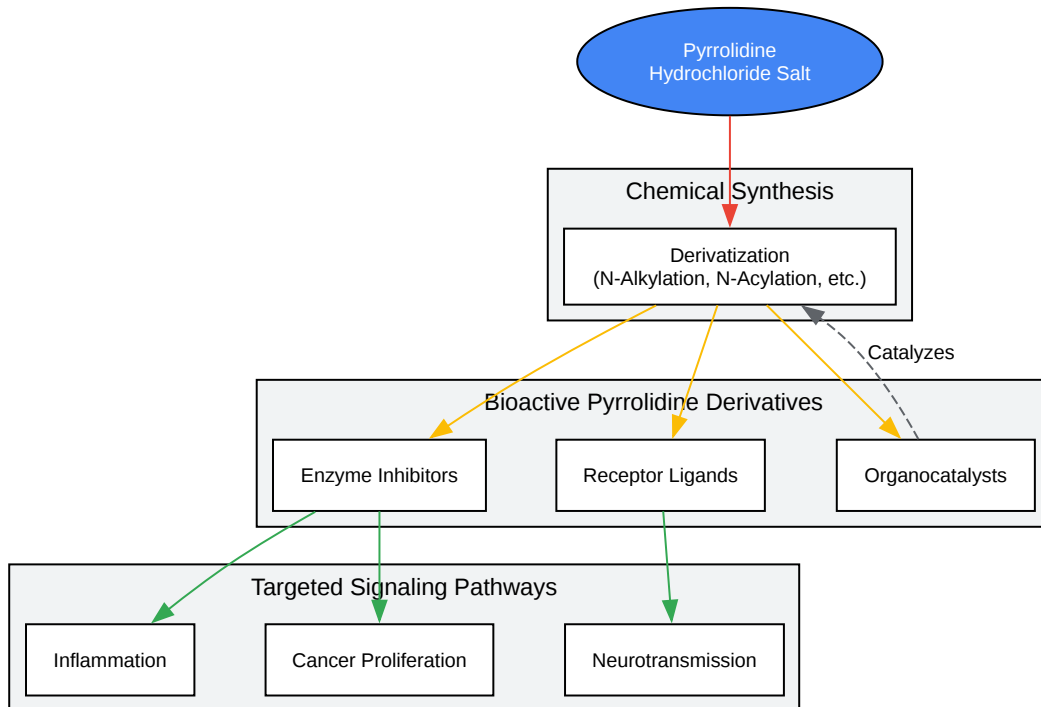 Pyrrolidine
Hydrochloride Salt
Chemical Synthesis
Derivatization
(N-Alkylation, N-Acylation, etc.)
Catalyzes
Bioactive Pyrrolidine Derivatives
Enzyme Inhibitors
Receptor Ligands
Organocatalysts
Targeted Signaling Pathways
Inflammation
Cancer Proliferation
Neurotransmission